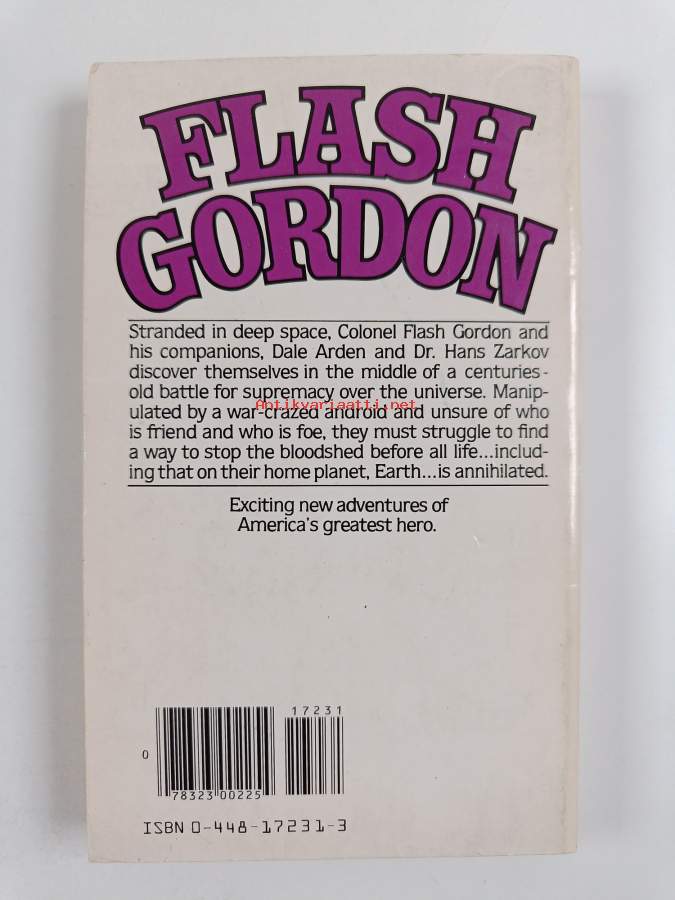 FLASH
GORDON
Stranded in deep space, Colonel Flash Gordon and
his companions, Dale Arden and Dr. Hans Zarkov
discover themselves in the middle of a centuries-
old battle for supremacy over the universe. Manip-
Antikvariaatti.net
ulated by a war-crazed android and unsure of who
is friend and who is foe, they must struggle to find
a way to stop the bloodshed before all life...includ-
ing that on their home planet, Earth...is annihilated.
Exciting new adventures of
America's greatest hero.
17231
0
78323 00225
ISBN 0-448-17231-3